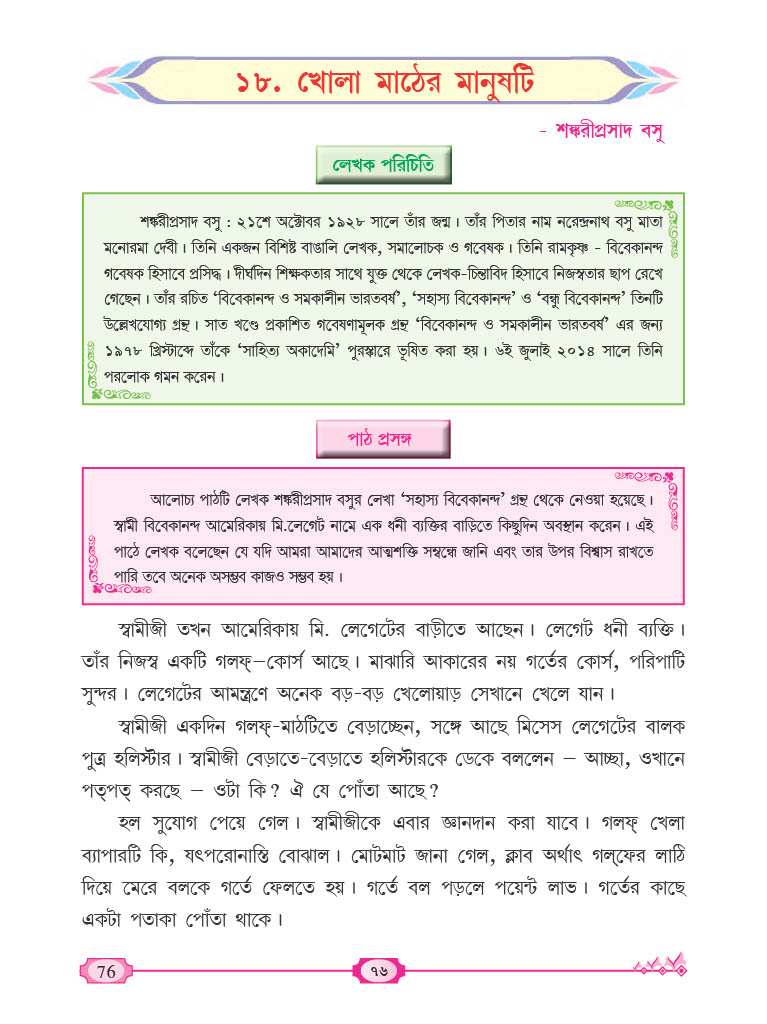 ১৮. খোলা মাঠের মানুষটি
- শঙ্করীপ্রসাদ বসু
লেখক পরিচিতি
শঙ্করীপ্রসাদ বসু : ২১শে অক্টোবর ১৯২৮ সালে তাঁর জন্ম। তাঁর পিতার নাম নরেন্দ্রনাথ বসু মাতা
মনোরমা দেবী। তিনি একজন বিশিষ্ট বাঙালি লেখক, সমালোচক ও গবেষক। তিনি রামকৃষ্ণ - বিবেকানন্দ
গবেষক হিসাবে প্রসিদ্ধ। দীর্ঘদিন শিক্ষকতার সাথে যুক্ত থেকে লেখক-চিন্তাবিদ হিসাবে নিজস্বতার ছাপ রেখে
গেছেন। তাঁর রচিত ‘বিবেকানন্দ ও সমকালীন ভারতবর্ষ’, ‘সহাস্য বিবেকানন্দ’ ও ‘বন্ধু বিবেকানন্দ’ তিনটি
উল্লেখযোগ্য গ্রন্থ। সাত খণ্ডে প্রকাশিত গবেষণামূলক গ্রন্থ ‘বিবেকানন্দ ও সমকালীন ভারতবর্ষ’ এর জন্য
১৯৭৮ খ্রিস্টাব্দে তাঁকে ‘সাহিত্য অকাদেমি’ পুরস্কারে ভূষিত করা হয়। ৬ই জুলাই ২০১৪ সালে তিনি
পরলোক গমন করেন।
পাঠ প্রসঙ্গ
আলোচ্য পাঠটি লেখক শঙ্করীপ্রসাদ বসুর লেখা ‘সহাস্য বিবেকানন্দ’ গ্রন্থ থেকে নেওয়া হয়েছে।
স্বামী বিবেকানন্দ আমেরিকায় মি.লেগেট নামে এক ধনী ব্যক্তির বাড়িতে কিছুদিন অবস্থান করেন। এই
পাঠে লেখক বলেছেন যে যদি আমরা আমাদের আত্মশক্তি সম্বন্ধে জানি এবং তার উপর বিশ্বাস রাখতে
পারি তবে অনেক অসম্ভব কাজও সম্ভব হয়।
স্বামীজী তখন আমেরিকায় মি. লেগেটের বাড়ীতে আছেন। লেগেট ধনী ব্যক্তি।
তাঁর নিজস্ব একটি গলফ্–কোর্স আছে। মাঝারি আকারের নয় গর্তের কোর্স, পরিপাটি
সুন্দর। লেগেটের আমন্ত্রণে অনেক বড়-বড় খেলোয়াড় সেখানে খেলে যান।
স্বামীজী একদিন গলফ্-মাঠটিতে বেড়াচ্ছেন, সঙ্গে আছে মিসেস লেগেটের বালক
পুত্র হলিস্টার। স্বামীজী বেড়াতে-বেড়াতে হলিস্টারকে ডেকে বললেন – আচ্ছা, ওখানে
পত্‌পত্ করছে – ওটা কি? ঐ যে পোঁতা আছে?
হল সুযোগ পেয়ে গেল। স্বামীজীকে এবার জ্ঞানদান করা যাবে। গলফ্ খেলা
ব্যাপারটি কি, যৎপরোনাস্তি বোঝাল। মোটমাট জানা গেল, ক্লাব অর্থাৎ গল্‌ফের লাঠি
দিয়ে মেরে বলকে গর্তে ফেলতে হয়। গর্তে বল পড়লে পয়েন্ট লাভ। গর্তের কাছে
একটা পতাকা পোঁতা থাকে।
76
৭৬